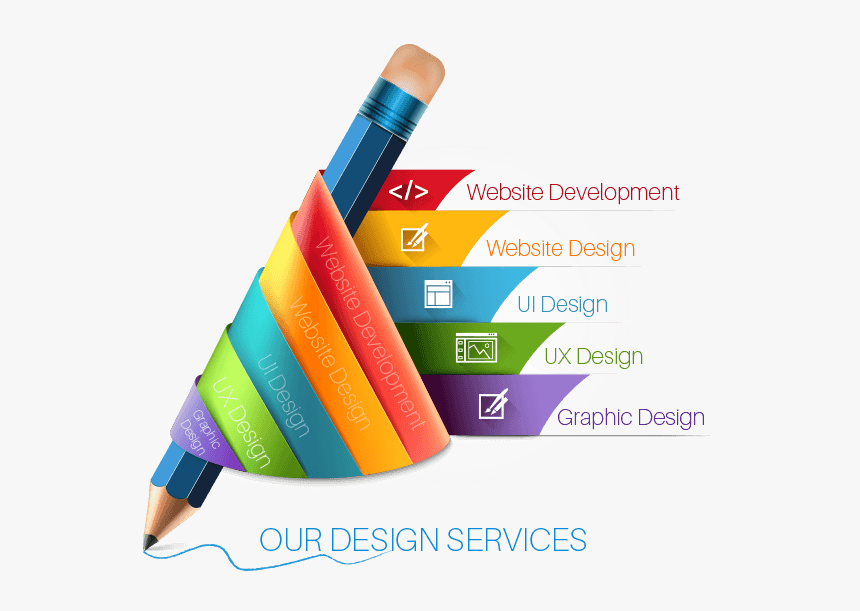 </>
Website Development
Website Design
UI Design
UX Design
Graphic Design
Website Development
Website Design
UI Design
UX Design
Graphic
Design
OUR DESIGN SERVICES